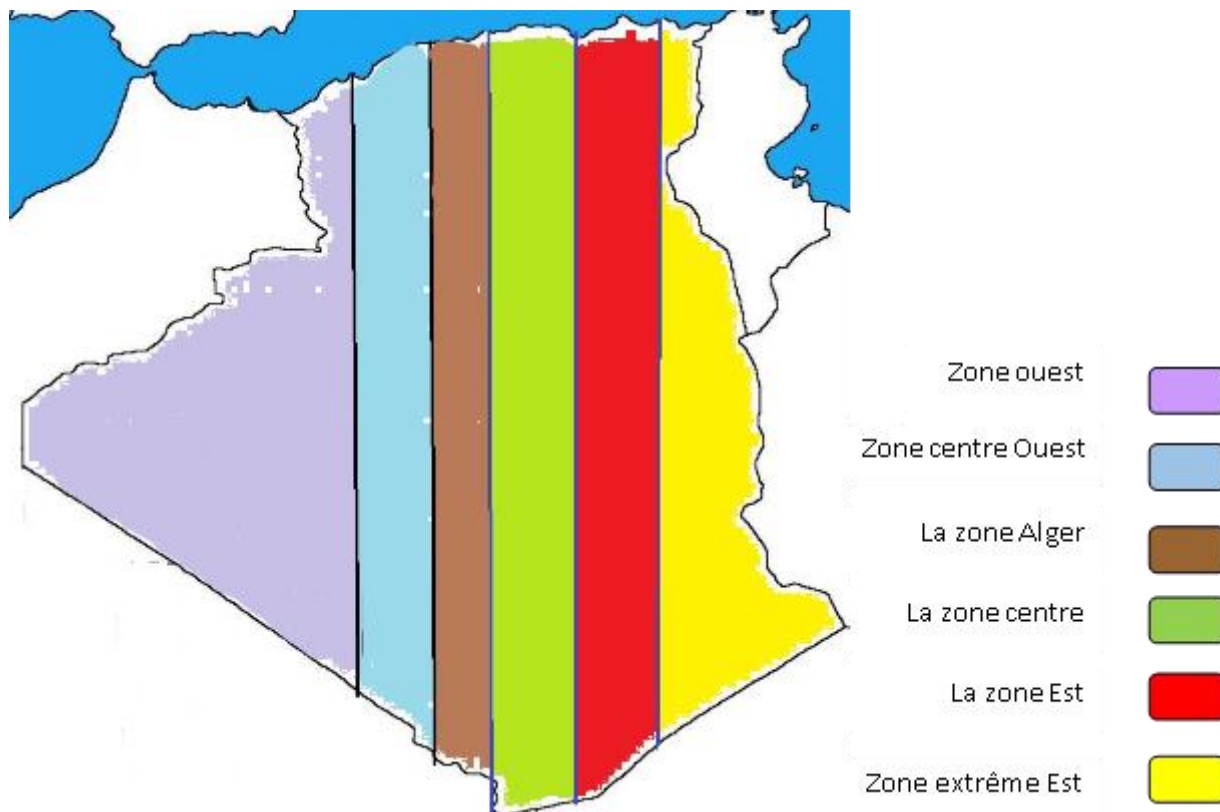 Zone ouest
Zone centre Ouest
La zone Alger
La zone centre
La zone Est
Zone extrême Est